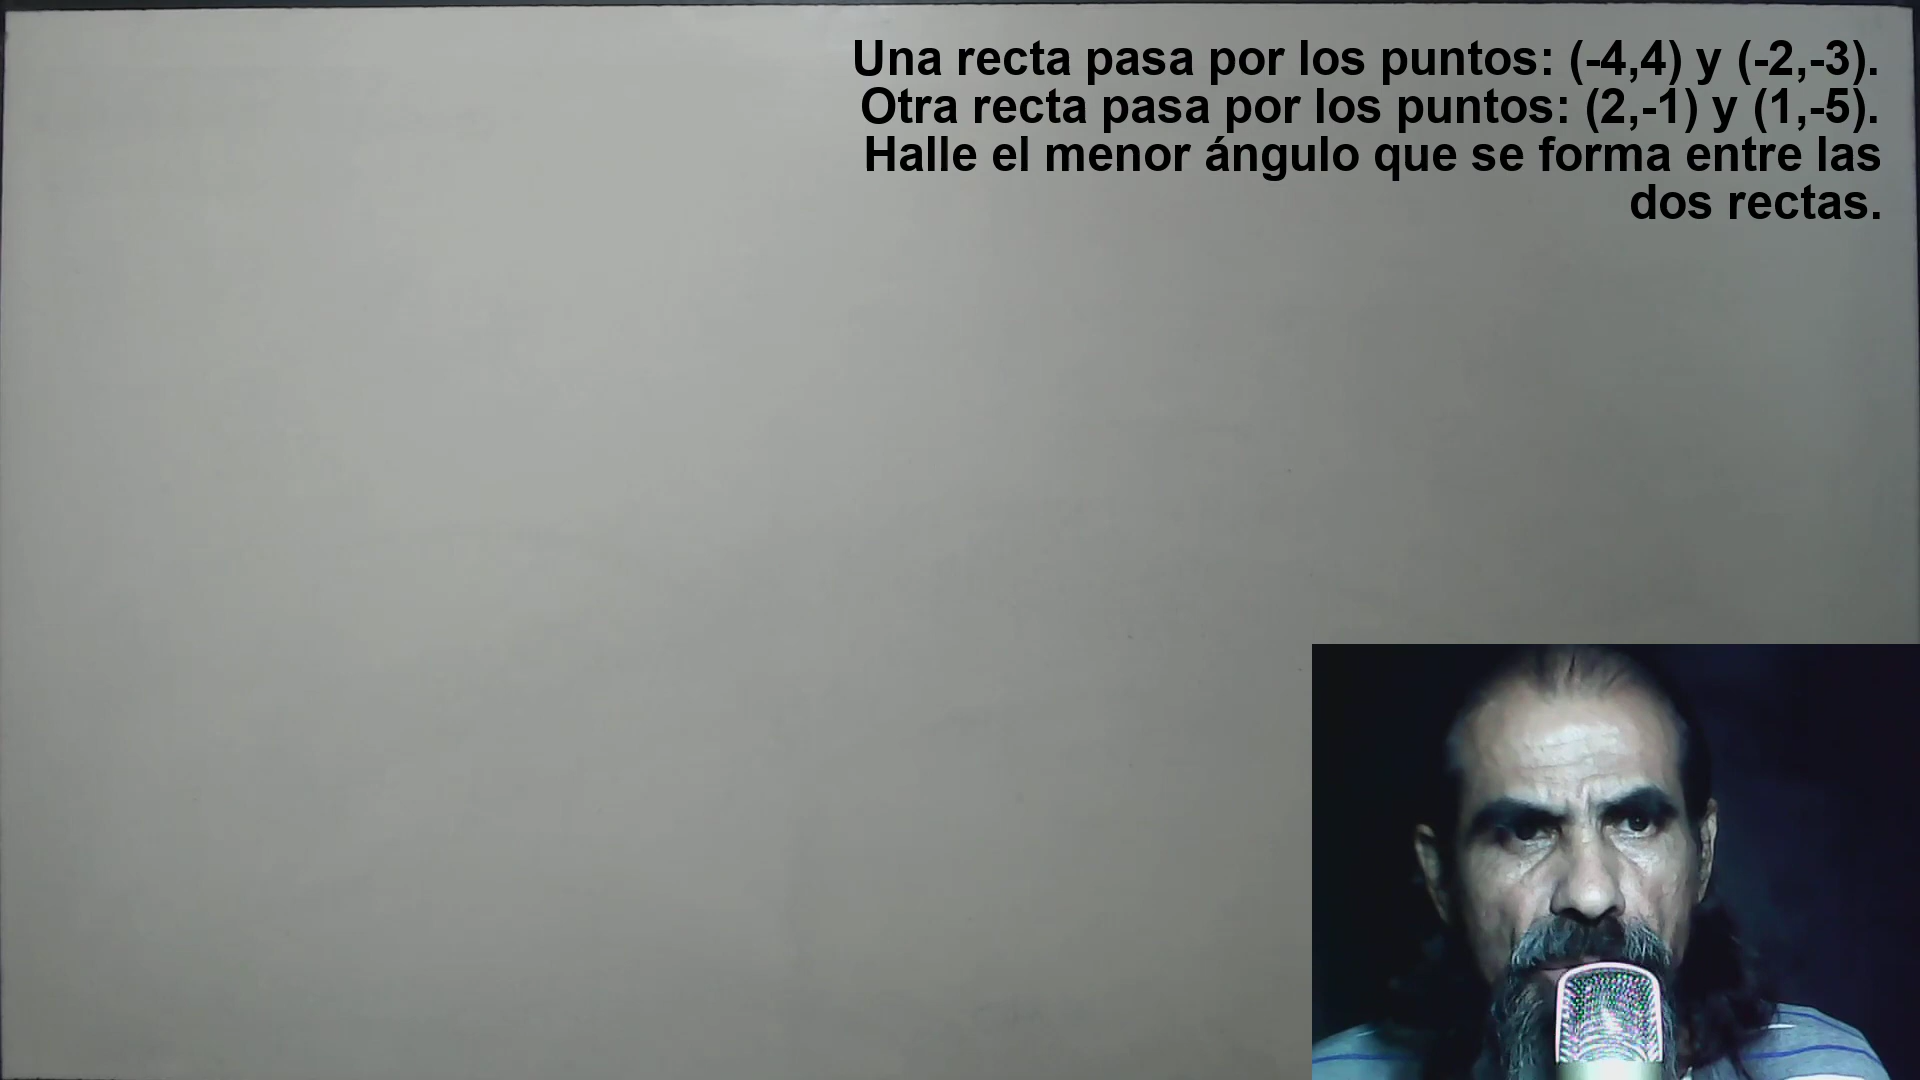 Una recta pasa por los puntos: (-4,4) y (-2,-3).
Otra recta pasa por los puntos: (2,-1) y (1,-5).
Halle el menor ángulo que se forma entre las
dos rectas.